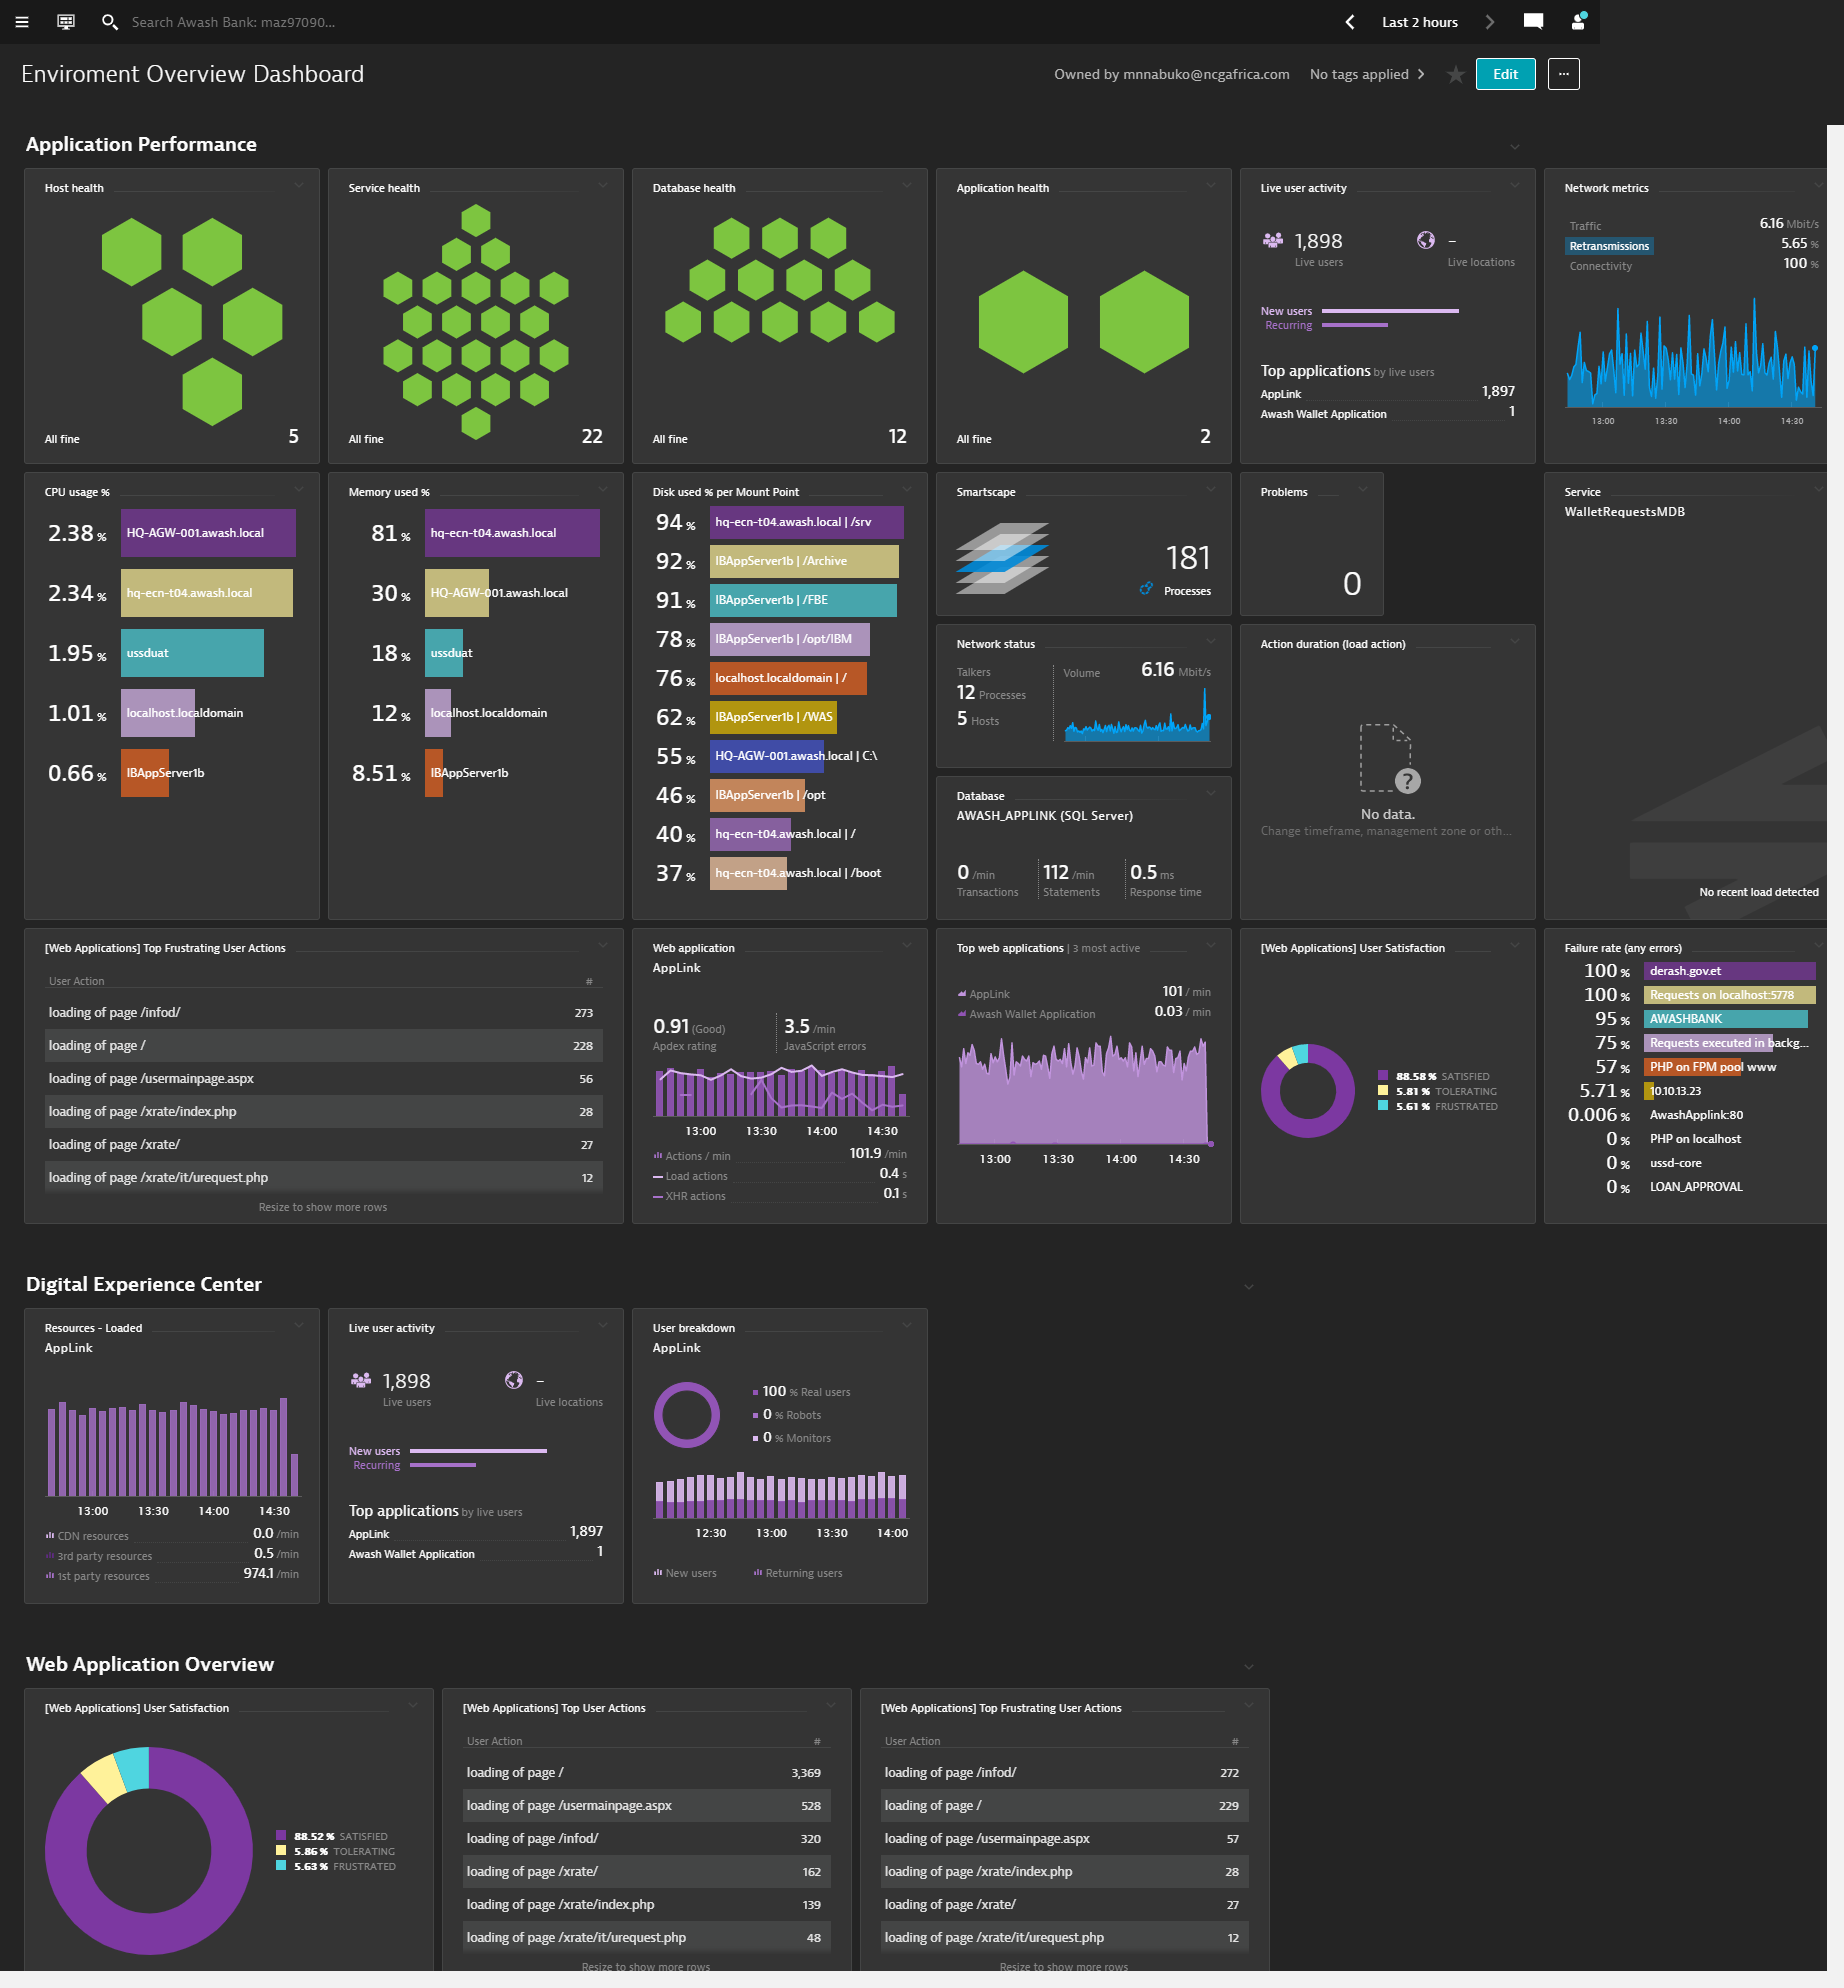 Search Awash Bank: maz97090...
Last 2 hours
Enviroment Overview Dashboard
Owned by mnnabuko@ncgafrica.com
No tags applied
Edit
...
Application Performance
Host health
All fine
5
Service health
All fine
22
Database health
All fine
12
Application health
All fine
2
Live user activity
1,898
Live users
–
Live locations
New users
Recurring
Top applications by live users
AppLink 1,897
Awash Wallet Application 1
Network metrics
Traffic 6.16 Mbit/s
Retransmissions 5.65 %
Connectivity 100 %
13:00 13:30 14:00 14:30
CPU usage %
2.38 % HQ-AGW-001.awash.local
2.34 % hq-ecn-t04.awash.local
1.95 % ussduat
1.01 % localhost.localdomain
0.66 % IBAppServer1b
Memory used %
81 % hq-ecn-t04.awash.local
30 % HQ-AGW-001.awash.local
18 % ussduat
12 % localhost.localdomain
8.51 % IBAppServer1b
Disk used % per Mount Point
94 % hq-ecn-t04.awash.local | /srv
92 % IBAppServer1b | /Archive
91 % IBAppServer1b | /FBE
78 % IBAppServer1b | /opt/IBM
76 % localhost.localdomain | /
62 % IBAppServer1b | /WAS
55 % HQ-AGW-001.awash.local | C:\
46 % IBAppServer1b | /opt
40 % hq-ecn-t04.awash.local | /
37 % hq-ecn-t04.awash.local | /boot
Smartscape
181
Processes
Problems
0
Network status
Talkers
12 Processes
5 Hosts
Volume 6.16 Mbit/s
Action duration (load action)
?
No data.
Change timeframe, management zone or oth...
Database
AWASH_APPLINK (SQL Server)
0 /min
Transactions
112 /min
Statements
0.5 ms
Response time
Service
WalletRequestsMDB
No recent load detected
[Web Applications] Top Frustrating User Actions
User Action #
loading of page /infod/ 273
loading of page / 228
loading of page /usermainpage.aspx 56
loading of page /xrate/index.php 28
loading of page /xrate/ 27
loading of page /xrate/it/urequest.php 12
Resize to show more rows
Web application
AppLink
0.91 (Good)
Apdex rating
3.5 /min
JavaScript errors
13:00 13:30 14:00 14:30
Actions / min 101.9 /min
Load actions 0.4 s
XHR actions 0.1 s
Top web applications | 3 most active
AppLink 101 / min
Awash Wallet Application 0.03 / min
13:00 13:30 14:00 14:30
[Web Applications] User Satisfaction
88.58 % SATISFIED
5.81 % TOLERATING
5.61 % FRUSTRATED
Failure rate (any errors)
100 % derash.gov.et
100 % Requests on localhost:5778
95 % AWASHBANK
75 % Requests executed in backg...
57 % PHP on FPM pool www
5.71 % 10.10.13.23
0.006 % AwashApplink:80
0 % PHP on localhost
0 % ussd-core
0 % LOAN_APPROVAL
Digital Experience Center
Resources - Loaded
AppLink
13:00 13:30 14:00 14:30
CDN resources 0.0 /min
3rd party resources 0.5 /min
1st party resources 974.1 /min
Live user activity
1,898
Live users
–
Live locations
New users
Recurring
Top applications by live users
AppLink 1,897
Awash Wallet Application 1
User breakdown
AppLink
100 % Real users
0 % Robots
0 % Monitors
12:30 13:00 13:30 14:00
New users Returning users
Web Application Overview
[Web Applications] User Satisfaction
88.52 % SATISFIED
5.86 % TOLERATING
5.63 % FRUSTRATED
[Web Applications] Top User Actions
User Action #
loading of page / 3,369
loading of page /usermainpage.aspx 528
loading of page /infod/ 320
loading of page /xrate/ 162
loading of page /xrate/index.php 139
loading of page /xrate/it/urequest.php 48
Resize to show more rows
[Web Applications] Top Frustrating User Actions
User Action #
loading of page /infod/ 272
loading of page / 229
loading of page /usermainpage.aspx 57
loading of page /xrate/index.php 28
loading of page /xrate/ 27
loading of page /xrate/it/urequest.php 12
Resize to show more rows